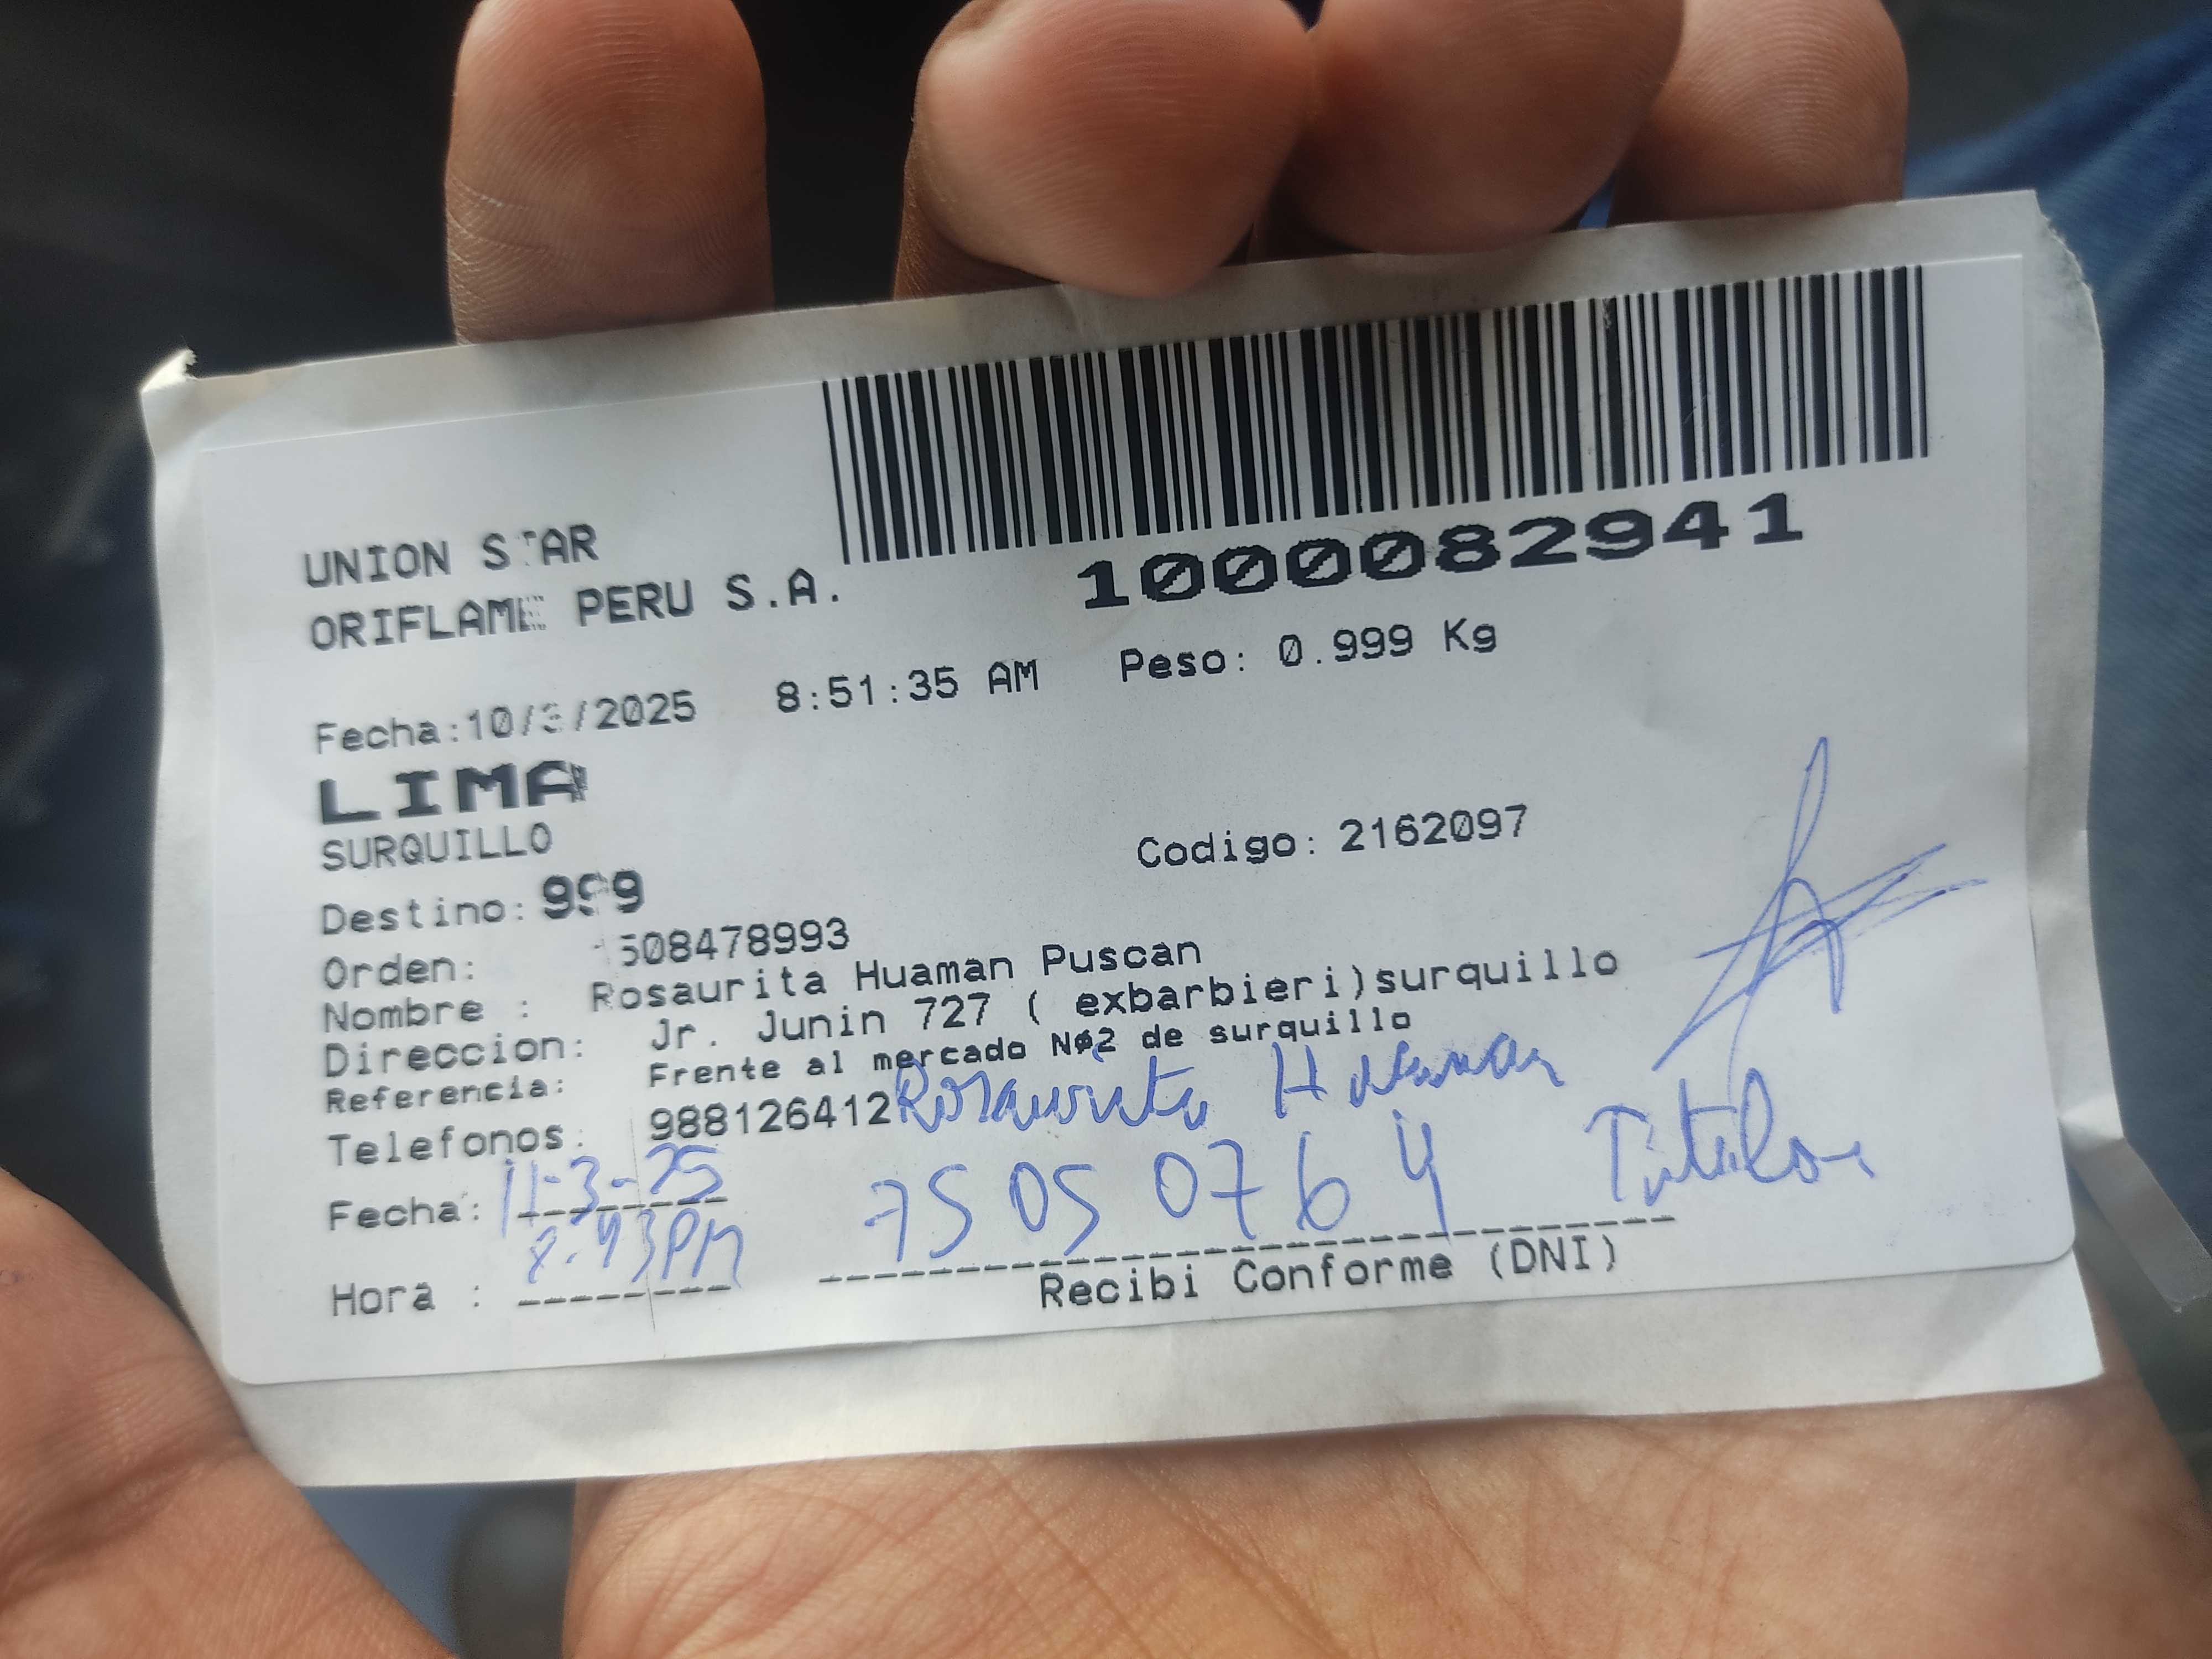 UNION STAR
ORIFLAME PERU S.A.
1000082941
Fecha:10/3/2025 8:51:35 AM Peso: 0.999 Kg
LIMA
SURQUILLO
Codigo: 2162097
Destino: 999
Orden: 1508478993
Nombre : Rosaurita Huaman Puscan
Direccion: Jr. Junin 727 ( exbarbieri)surquillo
Referencia: Frente al mercado Nø2 de surquillo
Telefonos: 988126412 Rosaurita Huaman
Fecha: 11-3-25 75050764 Titular
Hora : 8:43PM
Recibi Conforme (DNI)